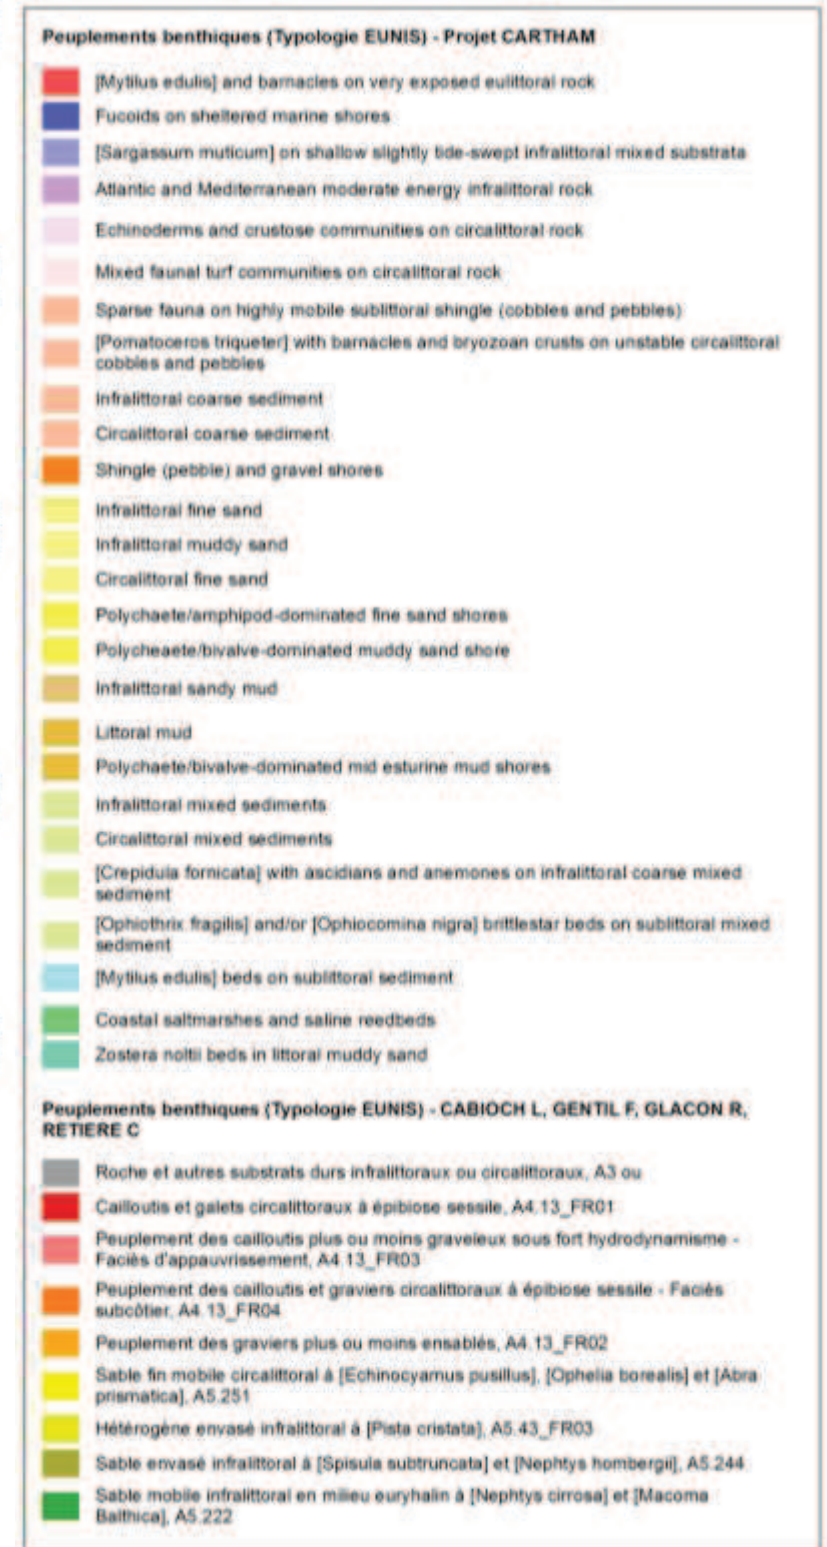 Peuplements benthiques (Typologie EUNIS) - Projet CARTHAM
[Mytilus edulis] and barnacles on very exposed eulittoral rock
Fucoids on sheltered marine shores
[Sargassum muticum] on shallow slightly tide-swept infralittoral mixed substrata
Atlantic and Mediterranean moderate energy infralittoral rock
Echinoderms and crustose communities on circalittoral rock
Mixed faunal turf communities on circalittoral rock
Sparse fauna on highly mobile sublittoral shingle (cobbles and pebbles)
[Pomatoceros triqueter] with barnacles and bryozoan crusts on unstable circalittoral
cobbles and pebbles
Infralittoral coarse sediment
Circalittoral coarse sediment
Shingle (pebble) and gravel shores
Infralittoral fine sand
Infralittoral muddy sand
Circalittoral fine sand
Polychaete/amphipod-dominated fine sand shores
Polycheaete/bivalve-dominated muddy sand shore
Infralittoral sandy mud
Littoral mud
Polychaete/bivalve-dominated mid esturine mud shores
Infralittoral mixed sediments
Circalittoral mixed sediments
[Crepidula fornicata] with ascidians and anemones on infralittoral coarse mixed
sediment
[Ophiothrix fragilis] and/or [Ophiocomina nigra] brittlestar beds on sublittoral mixed
sediment
[Mytilus edulis] beds on sublittoral sediment
Coastal saltmarshes and saline reedbeds
Zostera noltii beds in littoral muddy sand
Peuplements benthiques (Typologie EUNIS) - CABIOCH L, GENTIL F, GLACON R,
RETIERE C
Roche et autres substrats durs infralittoraux ou circalittoraux, A3 ou
Cailloutis et galets circalittoraux à épibiose sessile, A4.13_FR01
Peuplement des cailloutis plus ou moins graveleux sous fort hydrodynamisme -
Faciès d'appauvrissement, A4.13_FR03
Peuplement des cailloutis et graviers circalittoraux à épibiose sessile - Faciès
subcôtier, A4.13_FR04
Peuplement des graviers plus ou moins ensablés, A4.13_FR02
Sable fin mobile circalittoral à [Echinocyamus pusillus], [Ophelia borealis] et [Abra
prismatica], A5.251
Hétérogène envasé infralittoral à [Pista cristata], A5.43_FR03
Sable envasé infralittoral à [Spisula subtruncata] et [Nephtys hombergii], A5.244
Sable mobile infralittoral en milieu euryhalin à [Nephtys cirrosa] et [Macoma
Balthica], A5.222